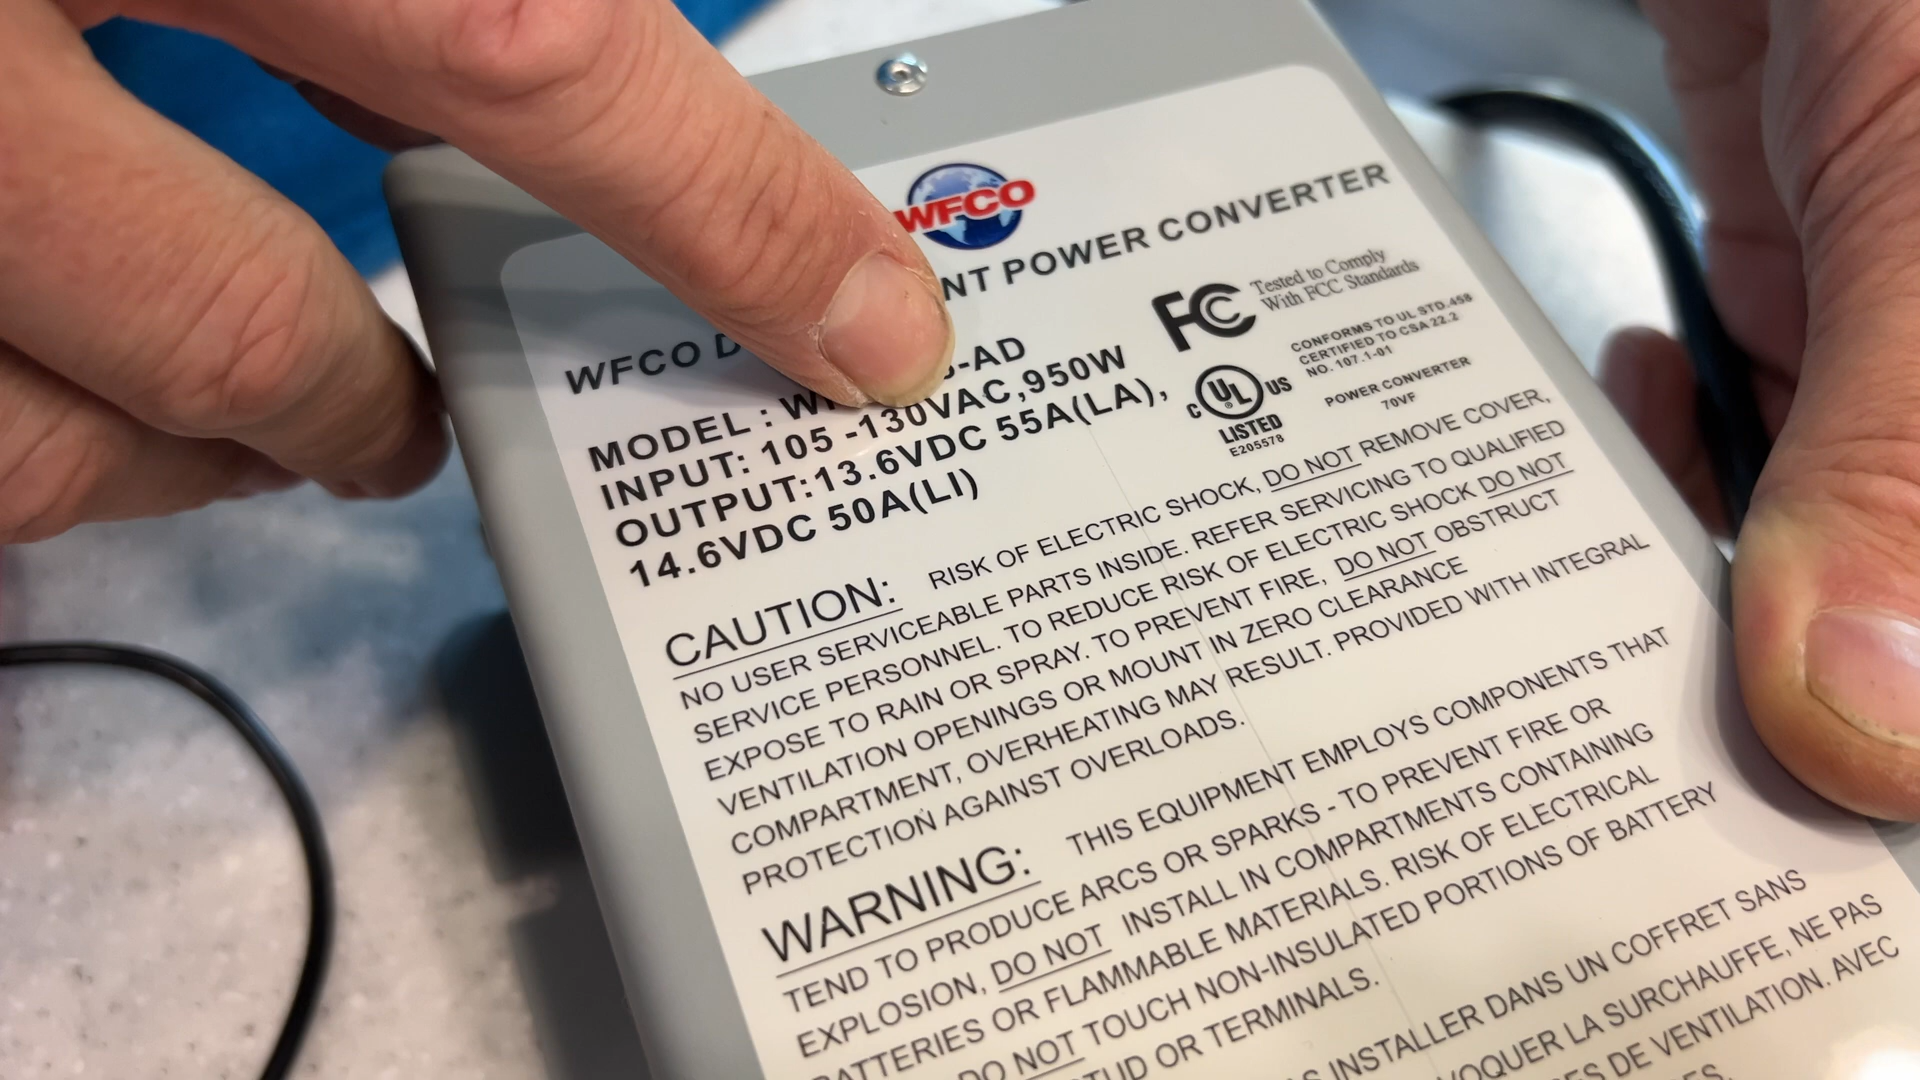 WFCO
WFCO D NT POWER CONVERTER
MODEL : W -AD
INPUT: 105 -130VAC,950W
OUTPUT:13.6VDC 55A(LA),
14.6VDC 50A(LI)
FC Tested to Comply
With FCC Standards
CONFORMS TO UL STD.458
CERTIFIED TO CSA 22.2
NO. 107.1-01
C UL US
LISTED
E205578
POWER CONVERTER
70VF
CAUTION: RISK OF ELECTRIC SHOCK, DO NOT REMOVE COVER,
NO USER SERVICEABLE PARTS INSIDE. REFER SERVICING TO QUALIFIED
SERVICE PERSONNEL. TO REDUCE RISK OF ELECTRIC SHOCK DO NOT
EXPOSE TO RAIN OR SPRAY. TO PREVENT FIRE, DO NOT OBSTRUCT
VENTILATION OPENINGS OR MOUNT IN ZERO CLEARANCE
COMPARTMENT, OVERHEATING MAY RESULT. PROVIDED WITH INTEGRAL
PROTECTION AGAINST OVERLOADS.
WARNING: THIS EQUIPMENT EMPLOYS COMPONENTS THAT
TEND TO PRODUCE ARCS OR SPARKS - TO PREVENT FIRE OR
EXPLOSION, DO NOT INSTALL IN COMPARTMENTS CONTAINING
BATTERIES OR FLAMMABLE MATERIALS. RISK OF ELECTRICAL
DO NOT TOUCH NON-INSULATED PORTIONS OF BATTERY
STUD OR TERMINALS.
INSTALLER DANS UN COFFRET SANS
VOQUER LA SURCHAUFFE, NE PAS
DE VENTILATION. AVEC